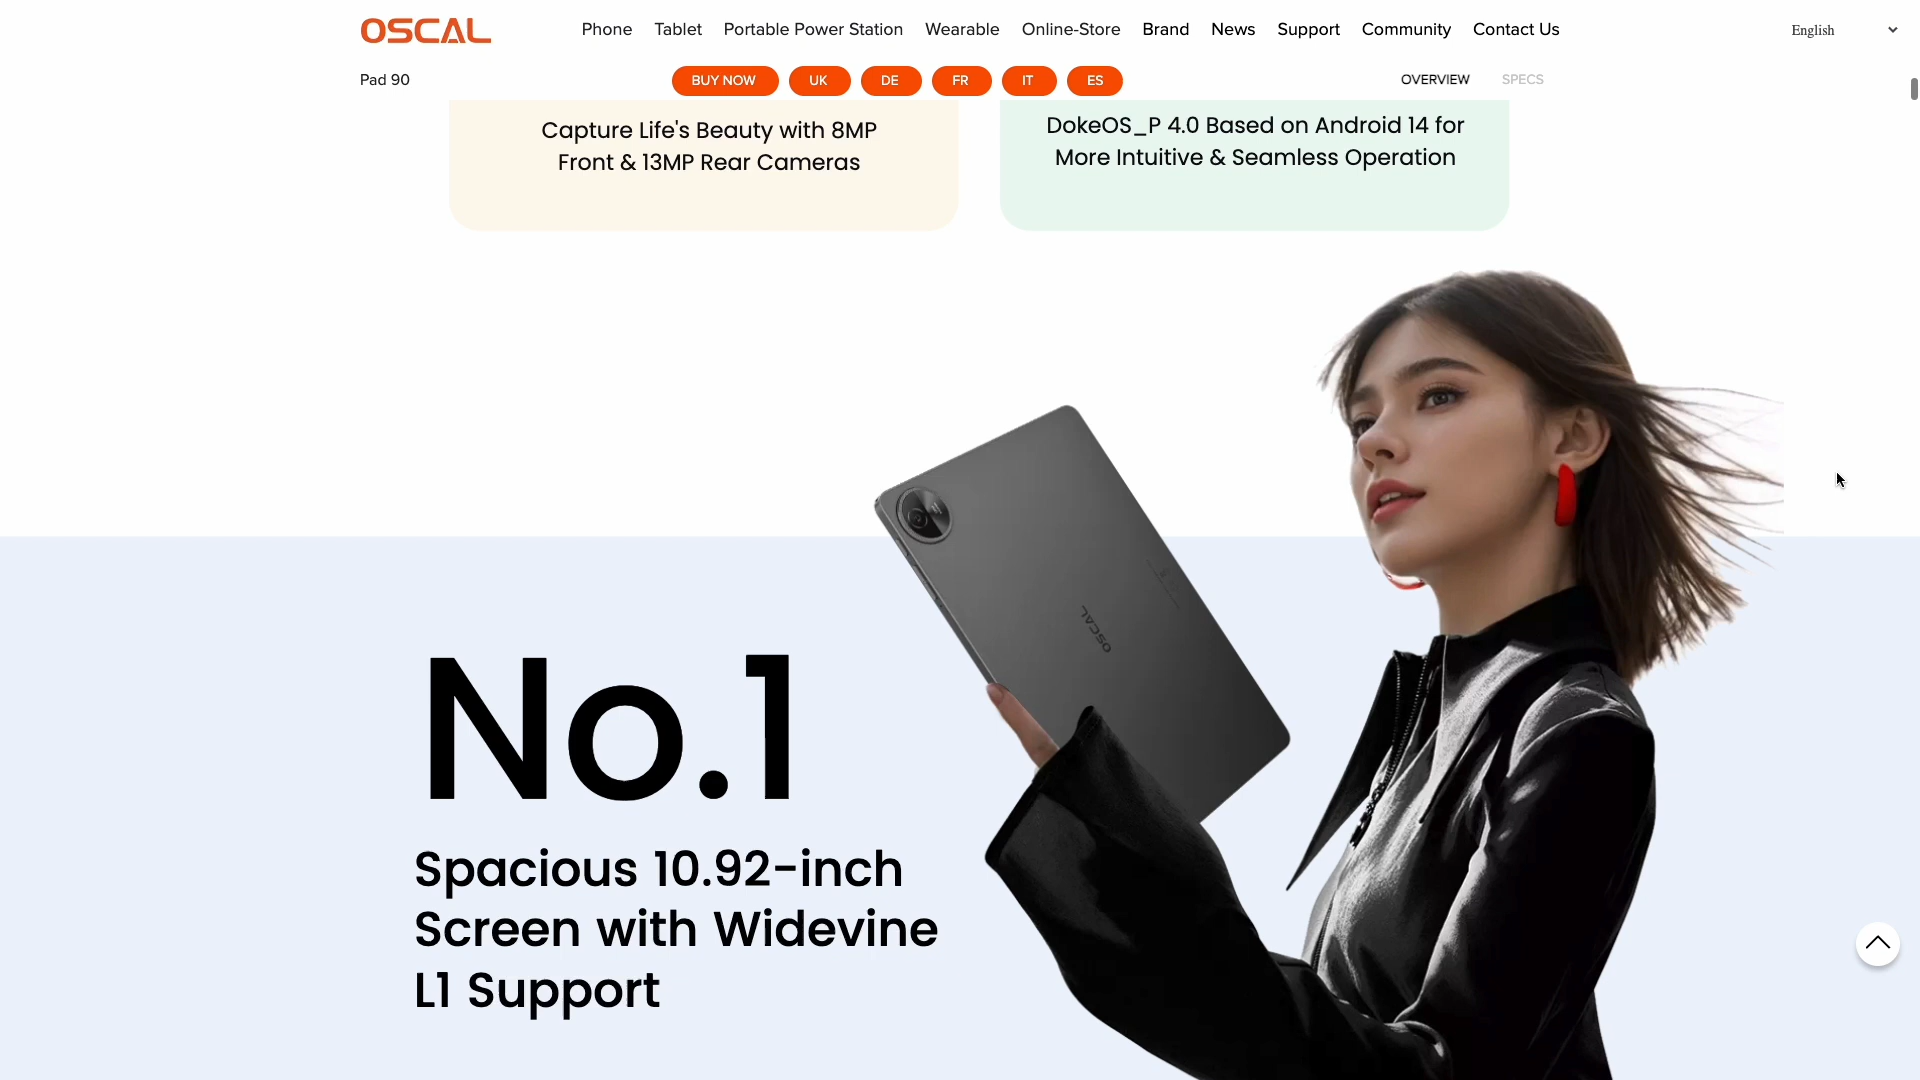 OSCAL
Phone Tablet Portable Power Station Wearable Online-Store Brand News Support Community Contact Us
English
Pad 90
BUY NOW UK DE FR IT ES
OVERVIEW SPECS
Capture Life's Beauty with 8MP
Front & 13MP Rear Cameras
DokeOS_P 4.0 Based on Android 14 for
More Intuitive & Seamless Operation
OSCAL
No.1
Spacious 10.92-inch
Screen with Widevine
L1 Support